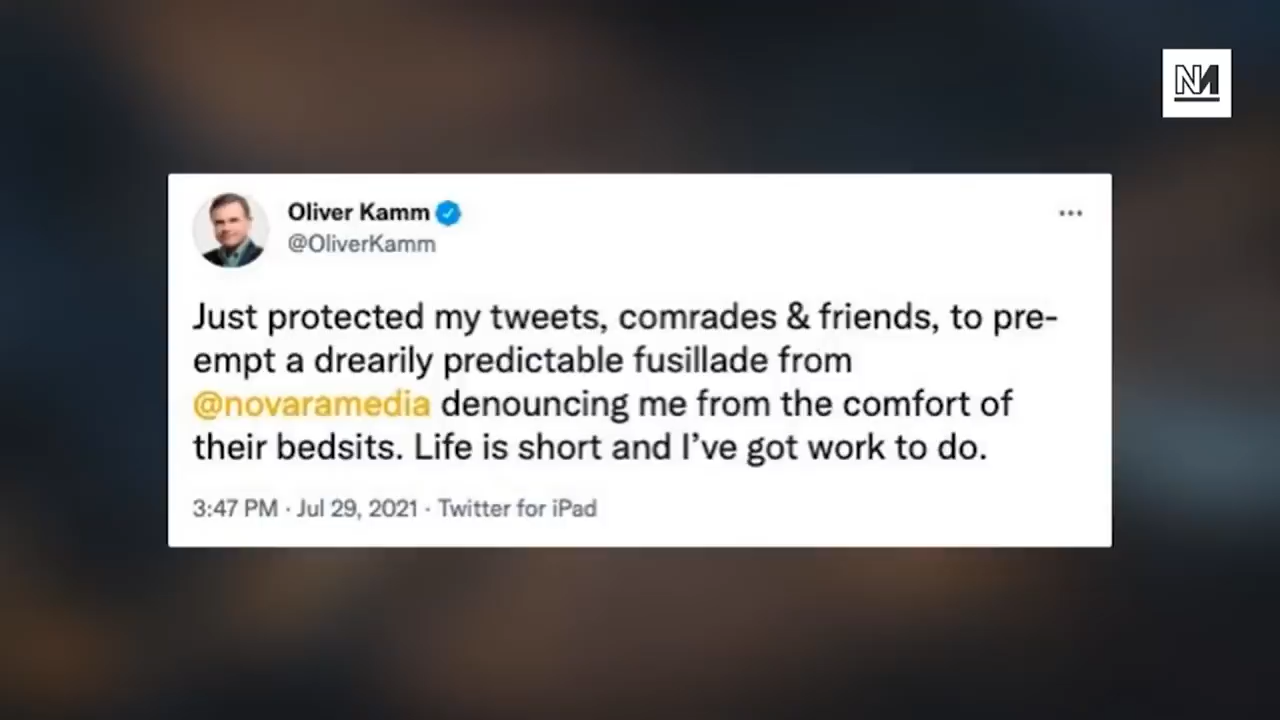 NM
Oliver Kamm
@OliverKamm
Just protected my tweets, comrades & friends, to pre-
empt a drearily predictable fusillade from
@novaramedia denouncing me from the comfort of
their bedsits. Life is short and I’ve got work to do.
3:47 PM · Jul 29, 2021 · Twitter for iPad